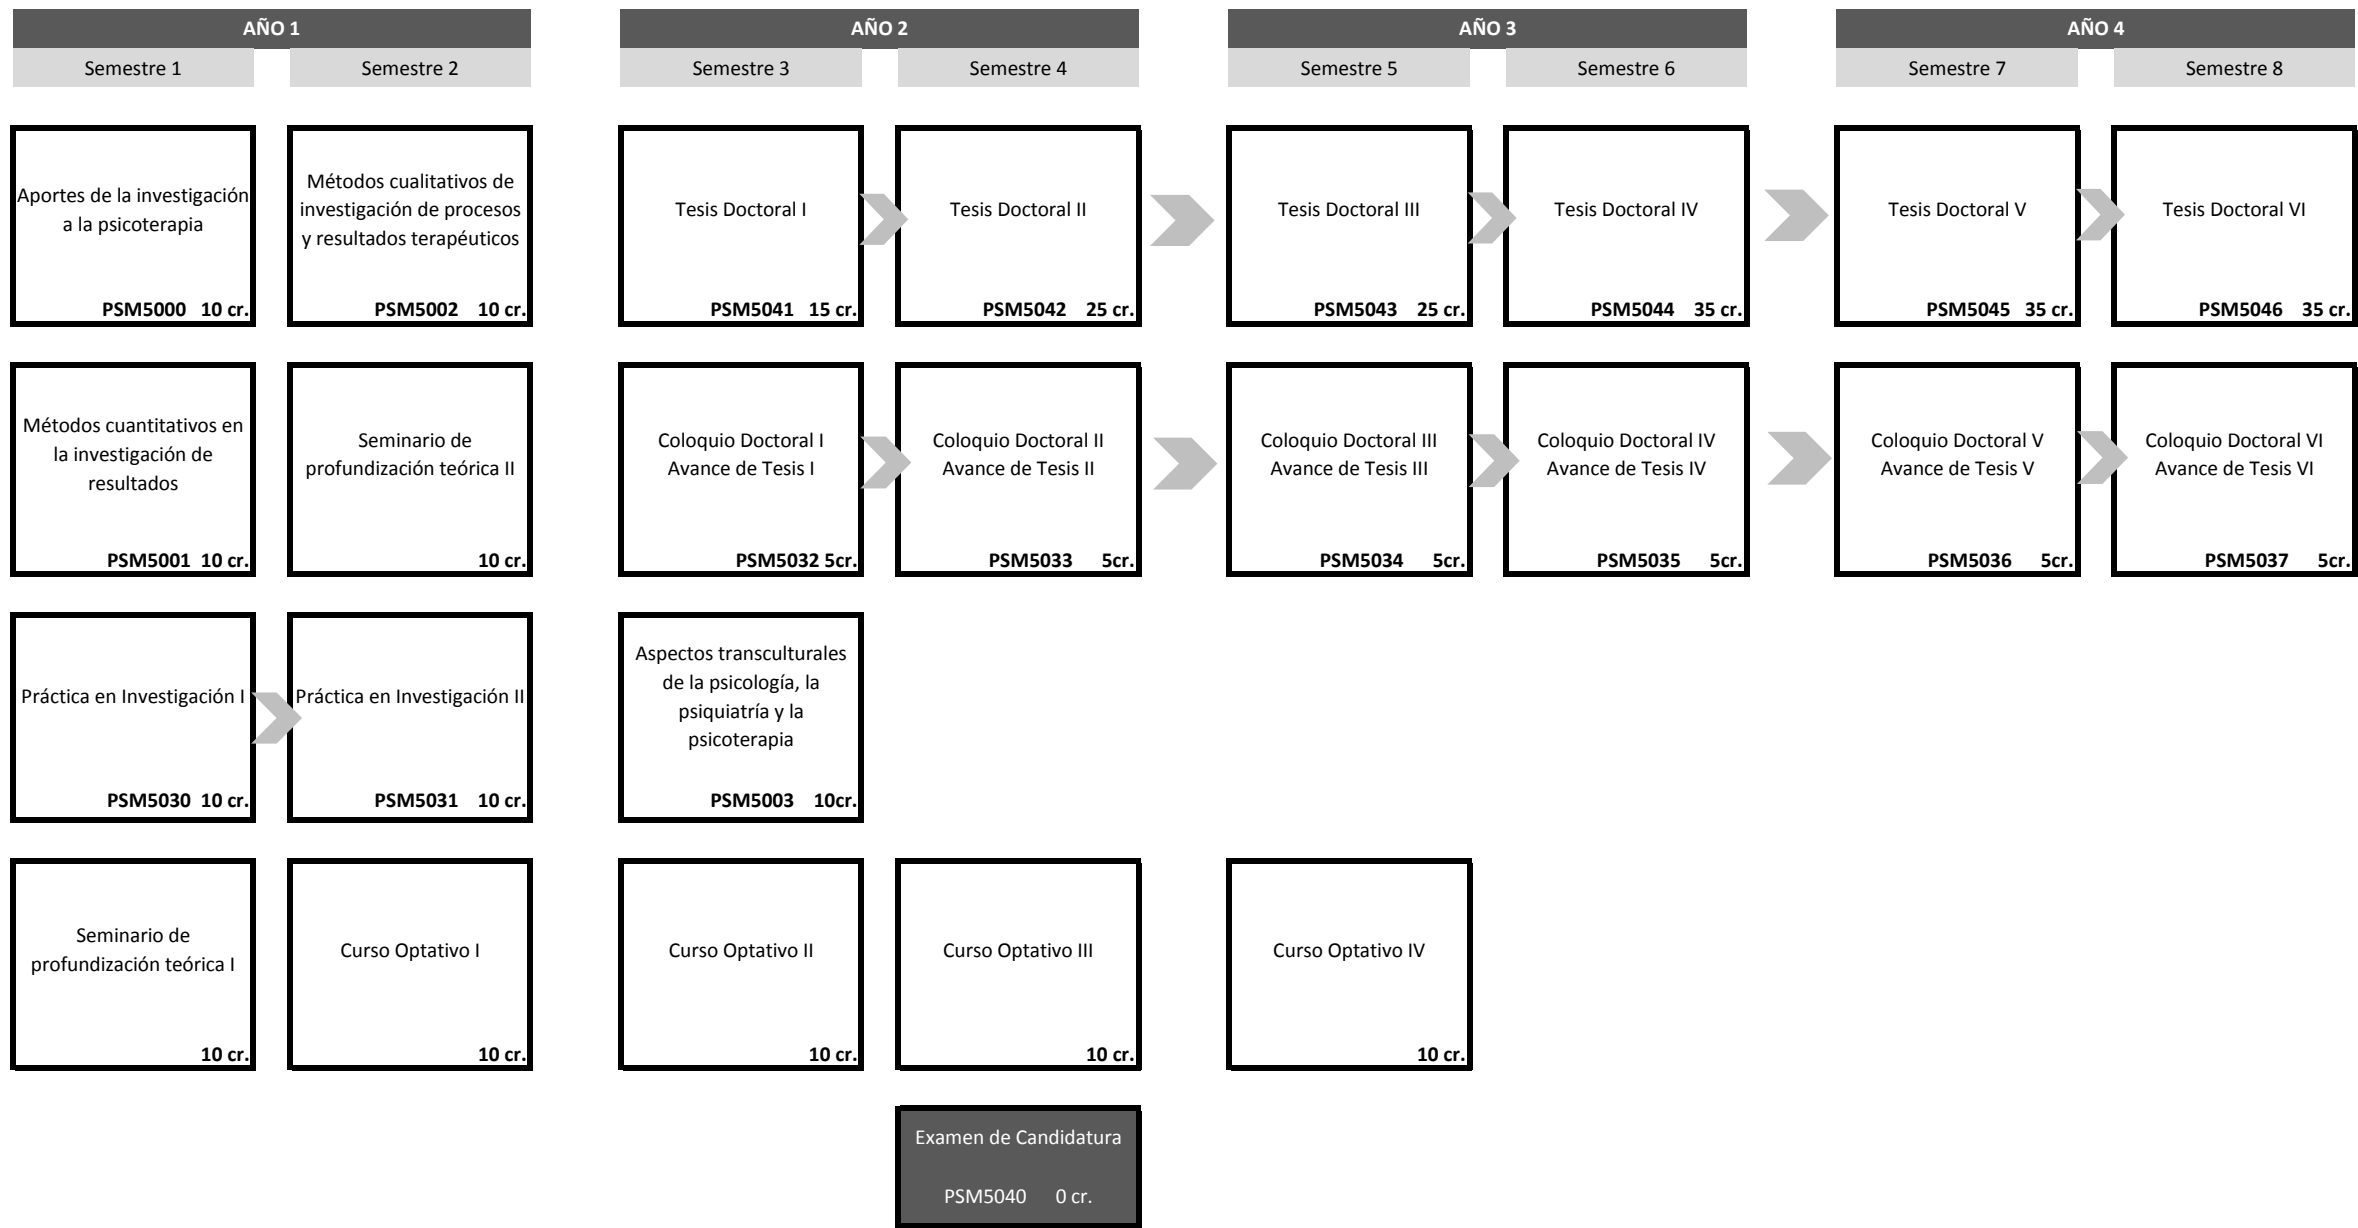 AÑO 1
AÑO 2
AÑO 3
AÑO 4
Semestre 1
Semestre 2
Semestre 3
Semestre 4
Semestre 5
Semestre 6
Semestre 7
Semestre 8
Aportes de la investigación
a la psicoterapia
PSM5000 10 cr.
Métodos cualitativos de
investigación de procesos
y resultados terapéuticos
PSM5002 10 cr.
Tesis Doctoral I
PSM5041 15 cr.
Tesis Doctoral II
PSM5042 25 cr.
Tesis Doctoral III
PSM5043 25 cr.
Tesis Doctoral IV
PSM5044 35 cr.
Tesis Doctoral V
PSM5045 35 cr.
Tesis Doctoral VI
PSM5046 35 cr.
Métodos cuantitativos en
la investigación de
resultados
PSM5001 10 cr.
Seminario de
profundización teórica II
10 cr.
Coloquio Doctoral I
Avance de Tesis I
PSM5032 5cr.
Coloquio Doctoral II
Avance de Tesis II
PSM5033 5cr.
Coloquio Doctoral III
Avance de Tesis III
PSM5034 5cr.
Coloquio Doctoral IV
Avance de Tesis IV
PSM5035 5cr.
Coloquio Doctoral V
Avance de Tesis V
PSM5036 5cr.
Coloquio Doctoral VI
Avance de Tesis VI
PSM5037 5cr.
Práctica en Investigación I
PSM5030 10 cr.
Práctica en Investigación II
PSM5031 10 cr.
Aspectos transculturales
de la psicología, la
psiquiatría y la
psicoterapia
PSM5003 10cr.
Seminario de
profundización teórica I
10 cr.
Curso Optativo I
10 cr.
Curso Optativo II
10 cr.
Curso Optativo III
10 cr.
Curso Optativo IV
10 cr.
Examen de Candidatura
PSM5040 0 cr.